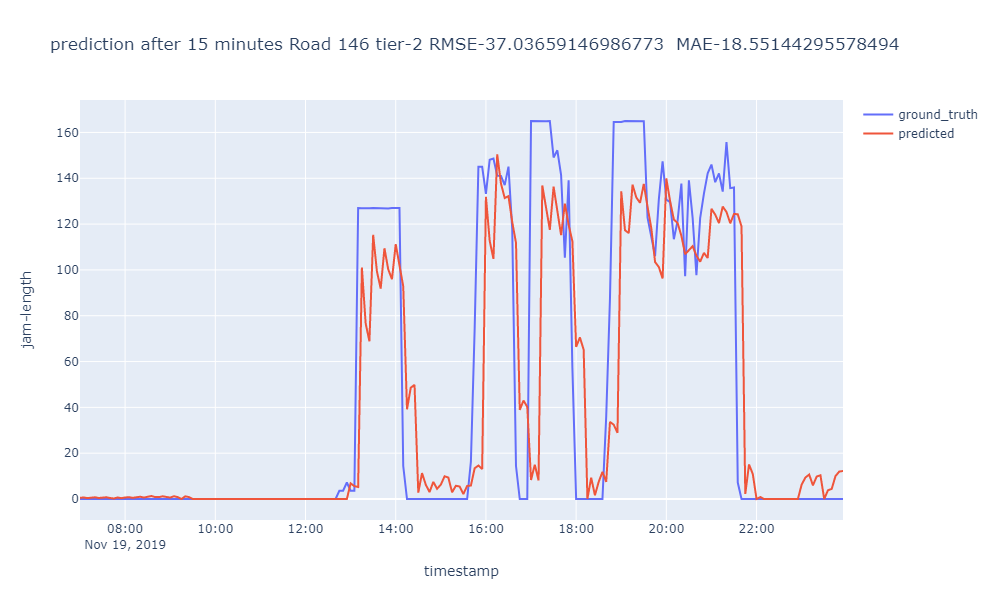 prediction after 15 minutes Road 146 tier-2 RMSE-37.03659146986773  MAE-18.55144295578494
ground_truth
predicted
jam-length
160
140
120
100
80
60
40
20
0
08:00 10:00 12:00 14:00 16:00 18:00 20:00 22:00
Nov 19, 2019
timestamp